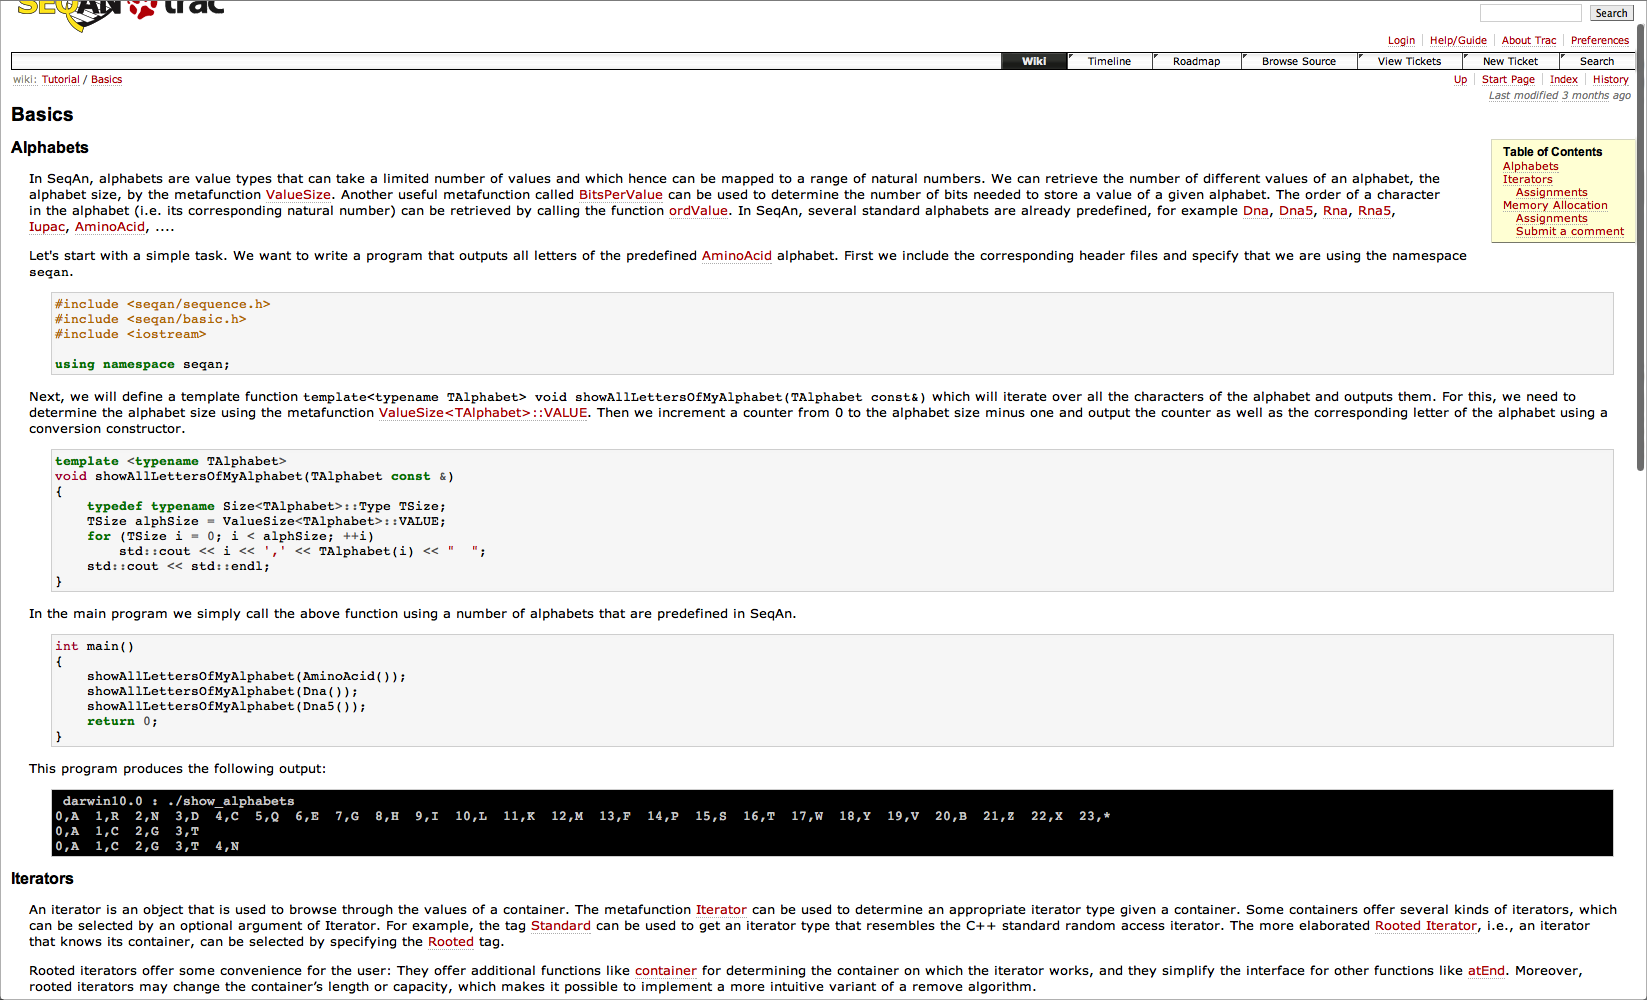 SEQAN trac
Search
Login Help/Guide About Trac Preferences
Wiki Timeline Roadmap Browse Source View Tickets New Ticket Search
wiki: Tutorial / Basics
Up Start Page Index History
Last modified 3 months ago
Basics
Alphabets
Table of Contents
Alphabets
Iterators
Assignments
Memory Allocation
Assignments
Submit a comment
In SeqAn, alphabets are value types that can take a limited number of values and which hence can be mapped to a range of natural numbers. We can retrieve the number of different values of an alphabet, the
alphabet size, by the metafunction ValueSize. Another useful metafunction called BitsPerValue can be used to determine the number of bits needed to store a value of a given alphabet. The order of a character
in the alphabet (i.e. its corresponding natural number) can be retrieved by calling the function ordValue. In SeqAn, several standard alphabets are already predefined, for example Dna, Dna5, Rna, Rna5,
Iupac, AminoAcid, ....
Let's start with a simple task. We want to write a program that outputs all letters of the predefined AminoAcid alphabet. First we include the corresponding header files and specify that we are using the namespace
seqan.
#include <seqan/sequence.h>
#include <seqan/basic.h>
#include <iostream>
using namespace seqan;
Next, we will define a template function template<typename TAlphabet> void showAllLettersOfMyAlphabet(TAlphabet const&) which will iterate over all the characters of the alphabet and outputs them. For this, we need to
determine the alphabet size using the metafunction ValueSize<TAlphabet>::VALUE. Then we increment a counter from 0 to the alphabet size minus one and output the counter as well as the corresponding letter of the alphabet using a
conversion constructor.
template <typename TAlphabet>
void showAllLettersOfMyAlphabet(TAlphabet const &)
{
    typedef typename Size<TAlphabet>::Type TSize;
    TSize alphSize = ValueSize<TAlphabet>::VALUE;
    for (TSize i = 0; i < alphSize; ++i)
        std::cout << i << ',' << TAlphabet(i) << "  ";
    std::cout << std::endl;
}
In the main program we simply call the above function using a number of alphabets that are predefined in SeqAn.
int main()
{
    showAllLettersOfMyAlphabet(AminoAcid());
    showAllLettersOfMyAlphabet(Dna());
    showAllLettersOfMyAlphabet(Dna5());
    return 0;
}
This program produces the following output:
darwin10.0 : ./show_alphabets
0,A  1,R  2,N  3,D  4,C  5,Q  6,E  7,G  8,H  9,I  10,L  11,K  12,M  13,F  14,P  15,S  16,T  17,W  18,Y  19,V  20,B  21,Z  22,X  23,*
0,A  1,C  2,G  3,T
0,A  1,C  2,G  3,T  4,N
Iterators
An iterator is an object that is used to browse through the values of a container. The metafunction Iterator can be used to determine an appropriate iterator type given a container. Some containers offer several kinds of iterators, which
can be selected by an optional argument of Iterator. For example, the tag Standard can be used to get an iterator type that resembles the C++ standard random access iterator. The more elaborated Rooted Iterator, i.e., an iterator
that knows its container, can be selected by specifying the Rooted tag.
Rooted iterators offer some convenience for the user: They offer additional functions like container for determining the container on which the iterator works, and they simplify the interface for other functions like atEnd. Moreover,
rooted iterators may change the container’s length or capacity, which makes it possible to implement a more intuitive variant of a remove algorithm.